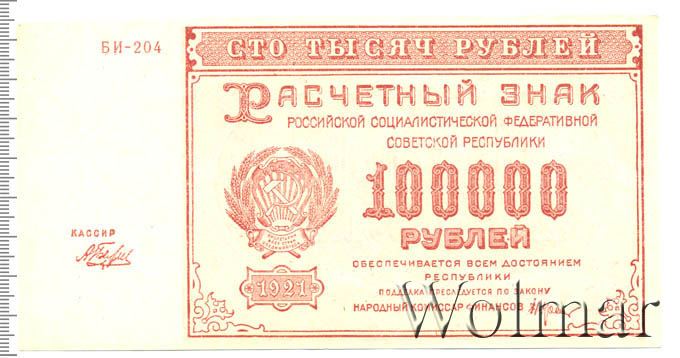 БИ-204
СТО ТЫСЯЧ РУБЛЕЙ
РАСЧЕТНЫЙ ЗНАК
РОССИЙСКОЙ СОЦИАЛИСТИЧЕСКОЙ ФЕДЕРАТИВНОЙ
СОВЕТСКОЙ РЕСПУБЛИКИ
100000
РУБЛЕЙ
КАССИР
ОБЕСПЕЧИВАЕТСЯ ВСЕМ ДОСТОЯНИЕМ
РЕСПУБЛИКИ
ПОДДЕЛКА ПРЕСЛЕДУЕТСЯ ПО ЗАКОНУ
1921
НАРОДНЫЙ КОМИССАР ФИНАНСОВ
Wolmar